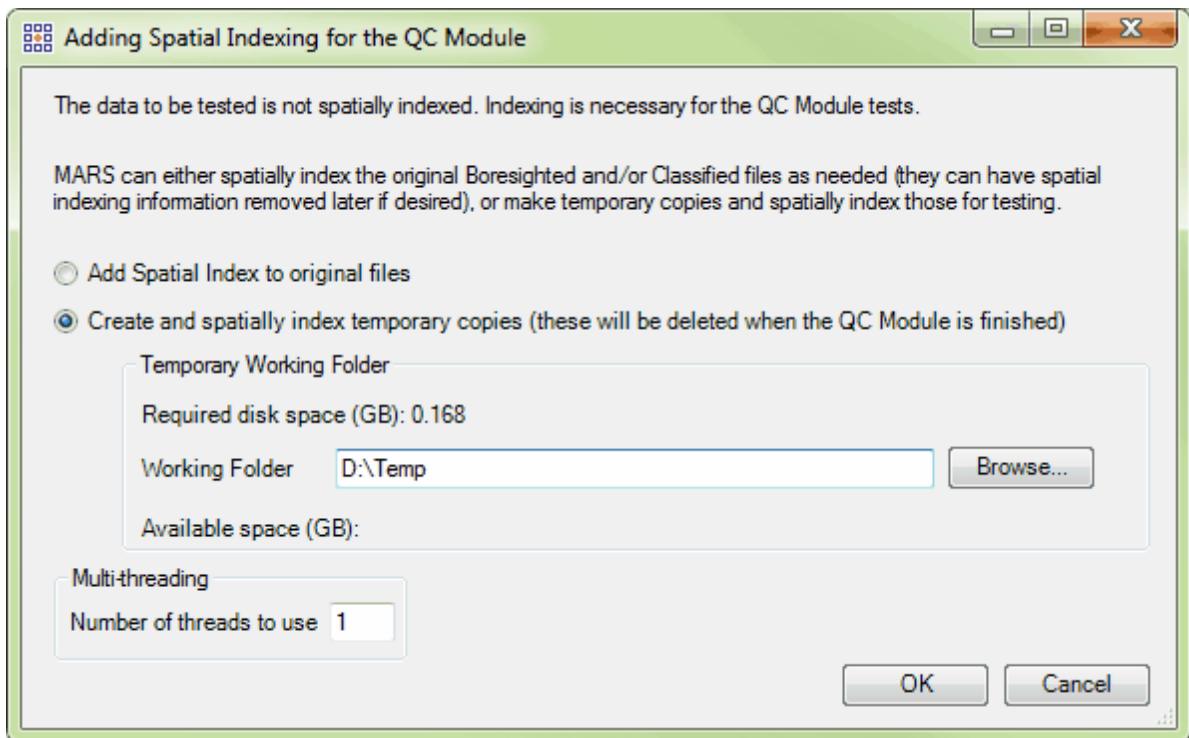 Adding Spatial Indexing for the QC Module
The data to be tested is not spatially indexed. Indexing is necessary for the QC Module tests.
MARS can either spatially index the original Boresighted and/or Classified files as needed (they can have spatial
indexing information removed later if desired), or make temporary copies and spatially index those for testing.
Add Spatial Index to original files
Create and spatially index temporary copies (these will be deleted when the QC Module is finished)
Temporary Working Folder
Required disk space (GB): 0.168
Working Folder D:\Temp Browse...
Available space (GB):
Multi-threading
Number of threads to use 1
OK Cancel